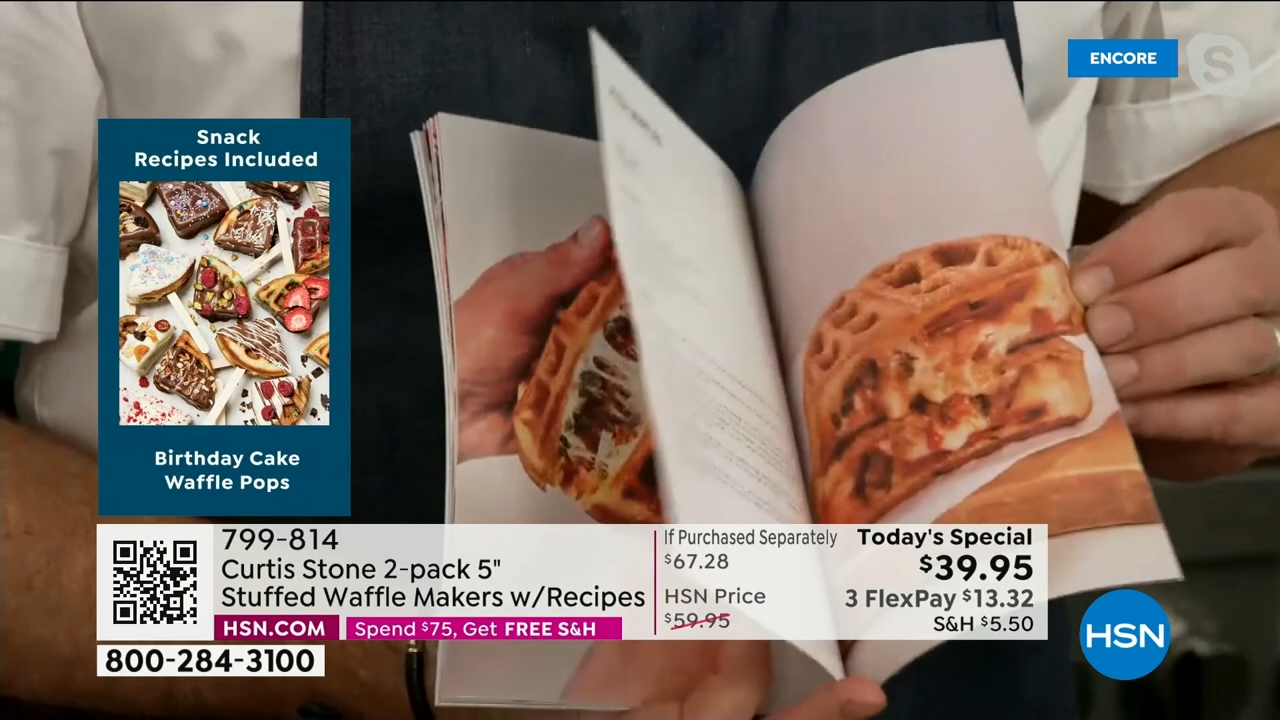 ENCORE
S
Snack
Recipes Included
Birthday Cake
Waffle Pops
799-814
Curtis Stone 2-pack 5"
Stuffed Waffle Makers w/Recipes
HSN.COM
Spend $75, Get FREE S&H
800-284-3100
If Purchased Separately
$67.28
HSN Price
$59.95
Today's Special
$39.95
3 FlexPay $13.32
S&H $5.50
HSN